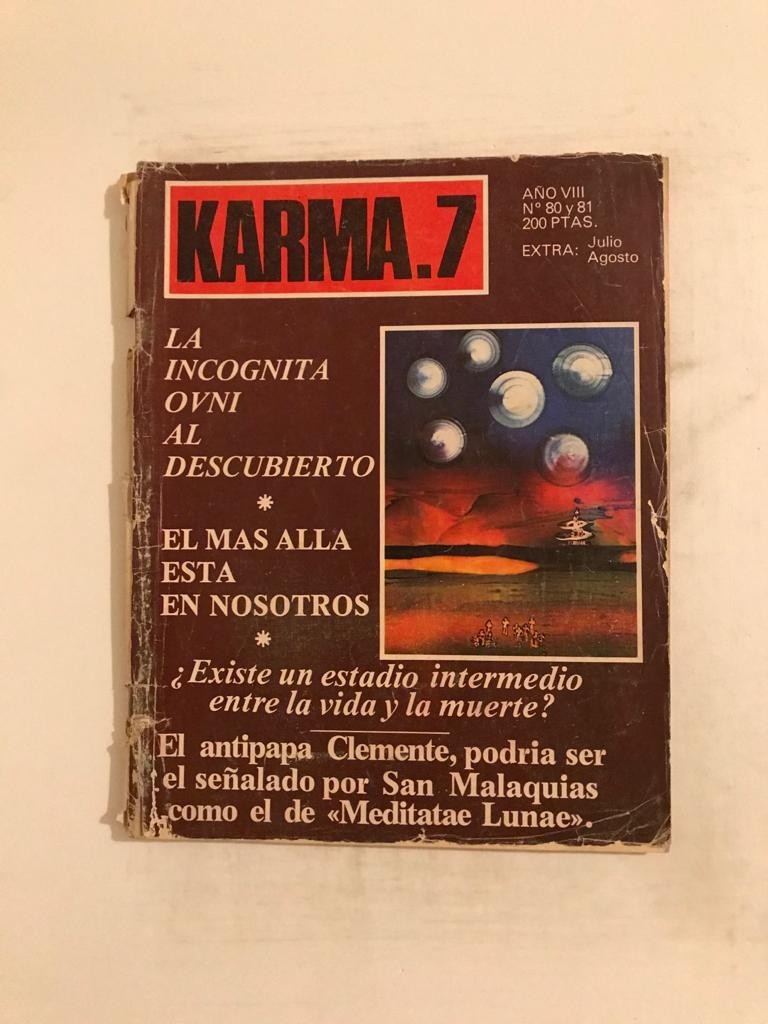 KARMA.7
AÑO VIII
Nº 80 y 81
200 PTAS.
EXTRA: Julio
Agosto
LA
INCOGNITA
OVNI
AL
DESCUBIERTO
*
EL MAS ALLA
ESTA
EN NOSOTROS
*
¿Existe un estadio intermedio
entre la vida y la muerte?
El antipapa Clemente, podria ser
el señalado por San Malaquias
como el de «Meditatae Lunae».